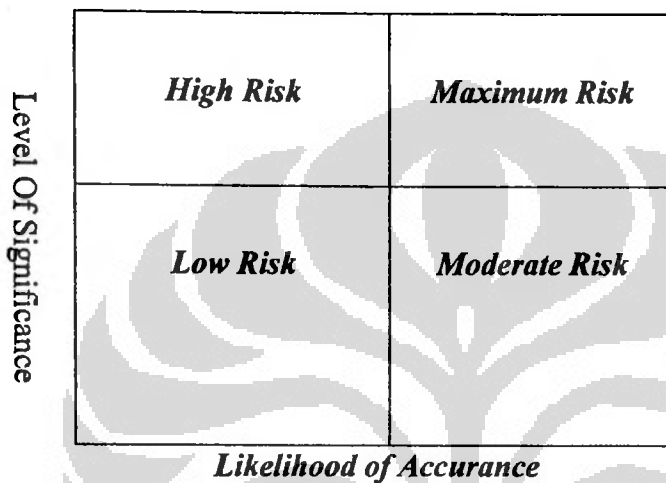 High Risk
Maximum Risk
Level Of Significance
Low Risk
Moderate Risk
Likelihood of Accurance